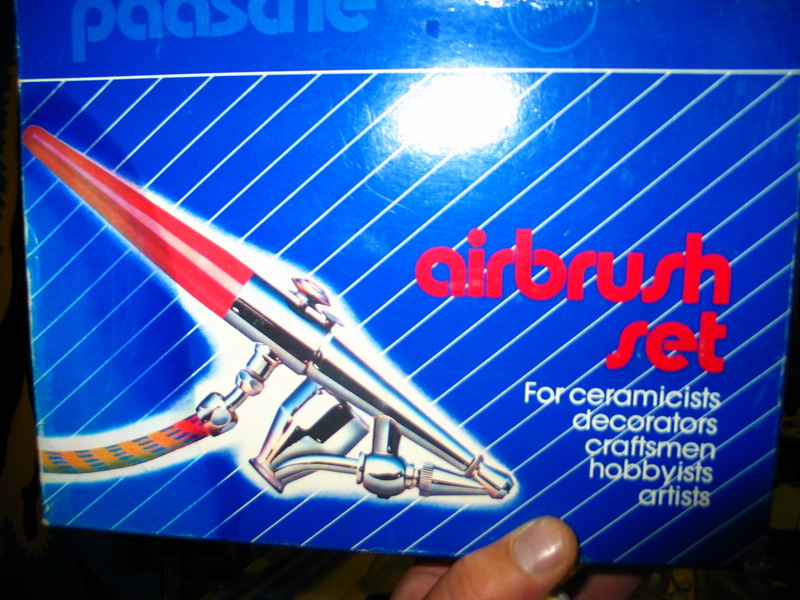 paasche
airbrush
set
For ceramicists
decorators
craftsmen
hobbyists
artists